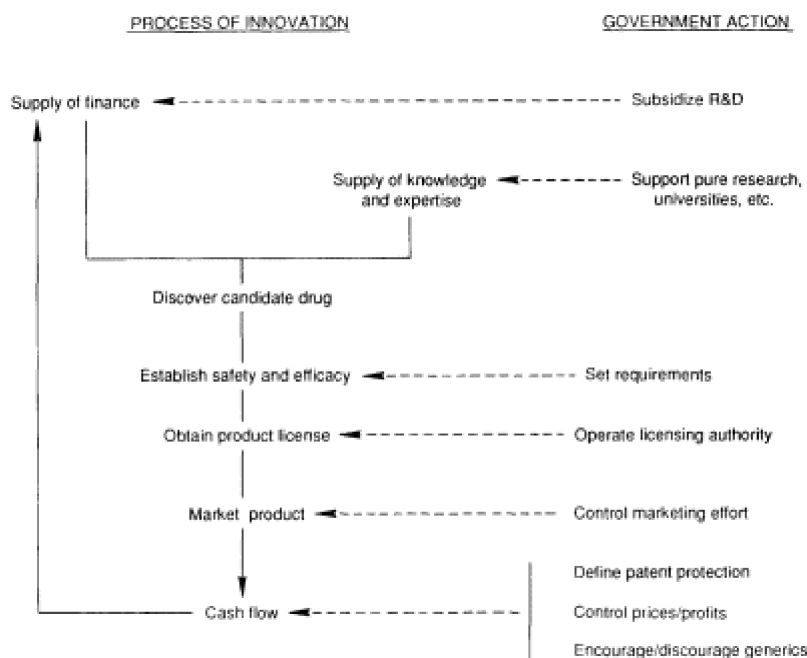 PROCESS OF INNOVATION
GOVERNMENT ACTION
Supply of finance
Subsidize R&D
Supply of knowledge
and expertise
Support pure research,
universities, etc.
Discover candidate drug
Establish safety and efficacy
Set requirements
Obtain product license
Operate licensing authority
Market product
Control marketing effort
Define patent protection
Cash flow
Control prices/profits
Encourage/discourage generics